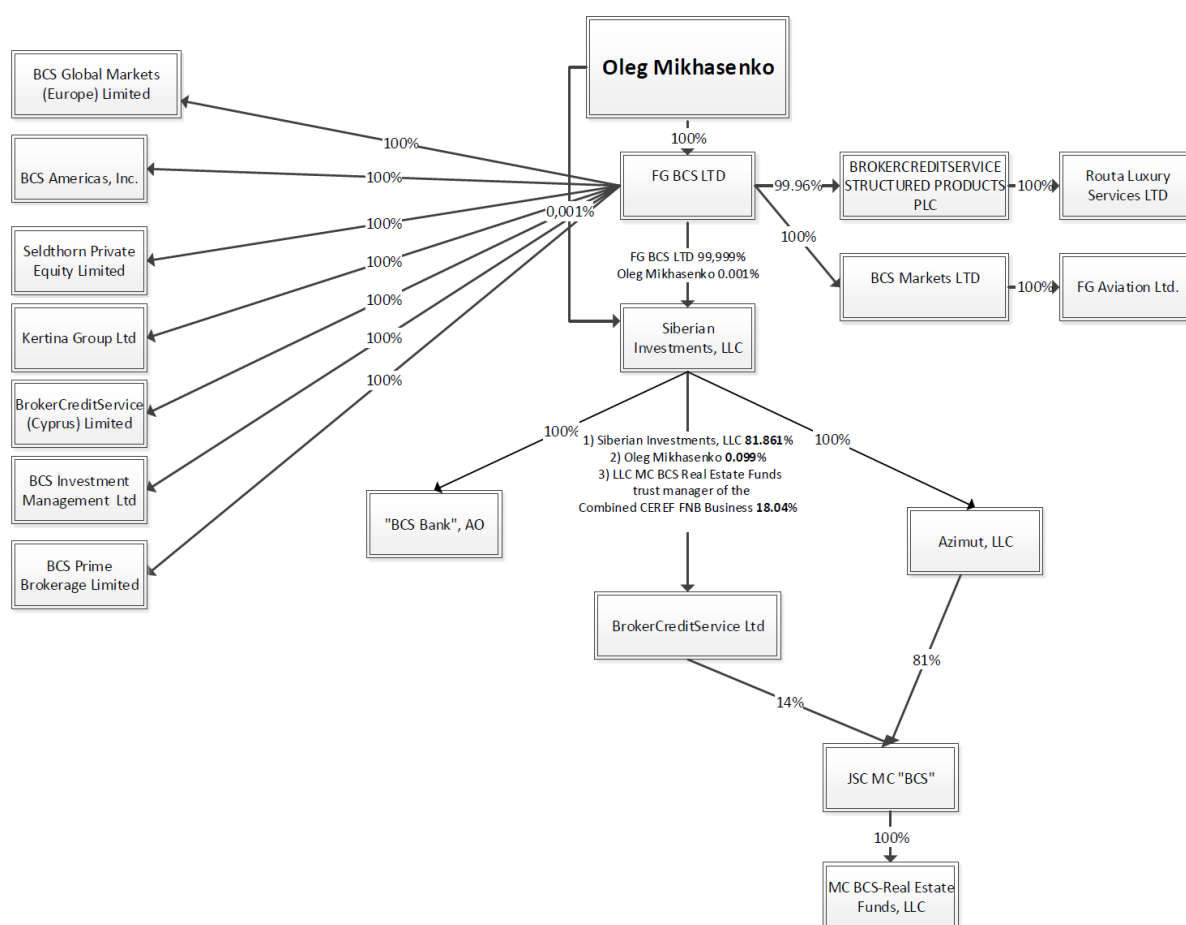 Oleg Mikhasenko
BCS Global Markets
(Europe) Limited
100%
100%
BCS Americas, Inc.
100%
FG BCS LTD
99.96%
BROKERCREDITSERVICE
STRUCTURED PRODUCTS
PLC
100%
Routa Luxury
Services LTD
100%
0,001%
Seldthorn Private
Equity Limited
100%
100%
FG BCS LTD 99,999%
Oleg Mikhasenko 0.001%
BCS Markets LTD
100%
FG Aviation Ltd.
100%
Kertina Group Ltd
100%
Siberian
Investments, LLC
100%
BrokerCreditService
(Cyprus) Limited
100%
100%
1) Siberian Investments, LLC 81.861%
2) Oleg Mikhasenko 0.099%
3) LLC MC BCS Real Estate Funds
trust manager of the
Combined CEREF FNB Business 18.04%
100%
BCS Investment
Management Ltd
100%
"BCS Bank", AO
Azimut, LLC
BCS Prime
Brokerage Limited
BrokerCreditService Ltd
81%
14%
JSC MC "BCS"
100%
MC BCS-Real Estate
Funds, LLC